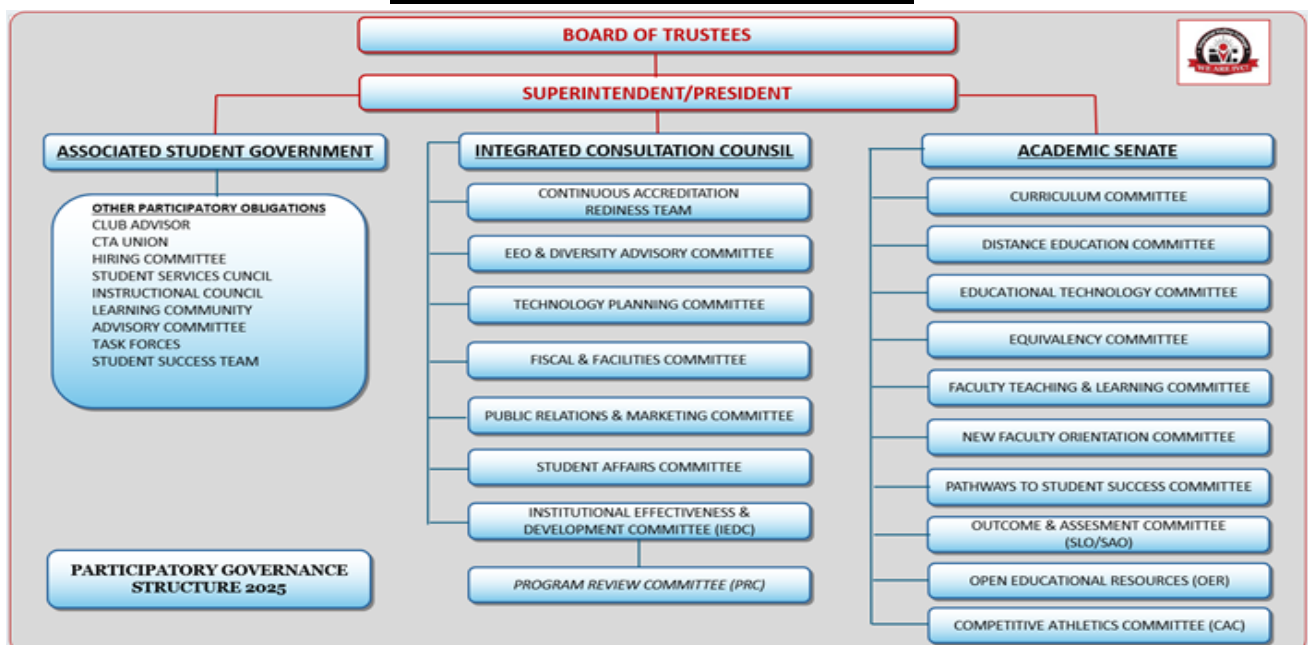 BOARD OF TRUSTEES
SUPERINTENDENT/PRESIDENT
WE ARE IVC!
ASSOCIATED STUDENT GOVERNMENT
OTHER PARTICIPATORY OBLIGATIONS
CLUB ADVISOR
CTA UNION
HIRING COMMITTEE
STUDENT SERVICES CUNCIL
INSTRUCTIONAL COUNCIL
LEARNING COMMUNITY
ADVISORY COMMITTEE
TASK FORCES
STUDENT SUCCESS TEAM
PARTICIPATORY GOVERNANCE
STRUCTURE 2025
INTEGRATED CONSULTATION COUNSIL
CONTINUOUS ACCREDITATION
REDINESS TEAM
EEO & DIVERSITY ADVISORY COMMITTEE
TECHNOLOGY PLANNING COMMITTEE
FISCAL & FACILITIES COMMITTEE
PUBLIC RELATIONS & MARKETING COMMITTEE
STUDENT AFFAIRS COMMITTEE
INSTITUTIONAL EFFECTIVENESS &
DEVELOPMENT COMMITTEE (IEDC)
PROGRAM REVIEW COMMITTEE (PRC)
ACADEMIC SENATE
CURRICULUM COMMITTEE
DISTANCE EDUCATION COMMITTEE
EDUCATIONAL TECHNOLOGY COMMITTEE
EQUIVALENCY COMMITTEE
FACULTY TEACHING & LEARNING COMMITTEE
NEW FACULTY ORIENTATION COMMITTEE
PATHWAYS TO STUDENT SUCCESS COMMITTEE
OUTCOME & ASSESMENT COMMITTEE
(SLO/SAO)
OPEN EDUCATIONAL RESOURCES (OER)
COMPETITIVE ATHLETICS COMMITTEE (CAC)